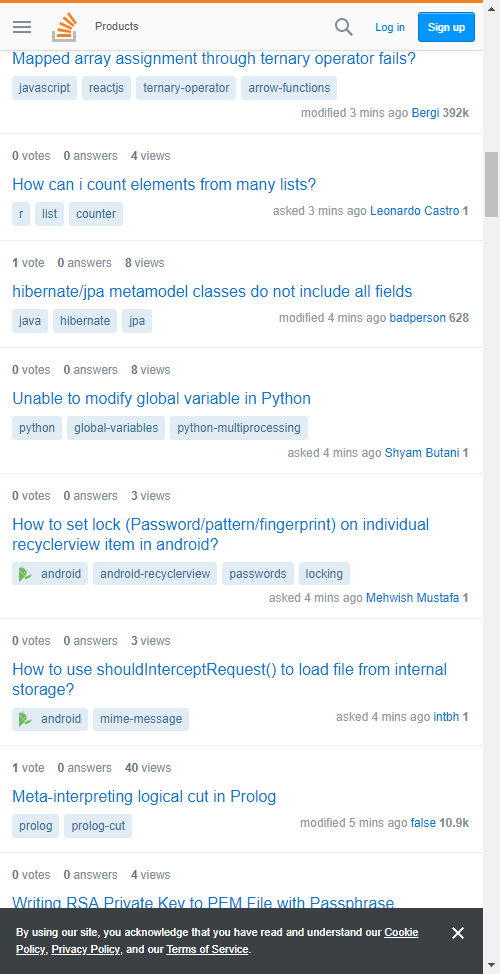 Products
Log in
Sign up
Mapped array assignment through ternary operator fails?
javascript reactjs ternary-operator arrow-functions
modified 3 mins ago Bergi 392k
0 votes 0 answers 4 views
How can i count elements from many lists?
r list counter
asked 3 mins ago Leonardo Castro 1
1 vote 0 answers 8 views
hibernate/jpa metamodel classes do not include all fields
java hibernate jpa
modified 4 mins ago badperson 628
0 votes 0 answers 8 views
Unable to modify global variable in Python
python global-variables python-multiprocessing
asked 4 mins ago Shyam Butani 1
0 votes 0 answers 3 views
How to set lock (Password/pattern/fingerprint) on individual
recyclerview item in android?
android android-recyclerview passwords locking
asked 4 mins ago Mehwish Mustafa 1
0 votes 0 answers 3 views
How to use shouldInterceptRequest() to load file from internal
storage?
android mime-message
asked 4 mins ago intbh 1
1 vote 0 answers 40 views
Meta-interpreting logical cut in Prolog
prolog prolog-cut
modified 5 mins ago false 10.9k
0 votes 0 answers 4 views
Writing RSA Private Key to PEM File with Passphrase
By using our site, you acknowledge that you have read and understand our Cookie
Policy, Privacy Policy, and our Terms of Service.